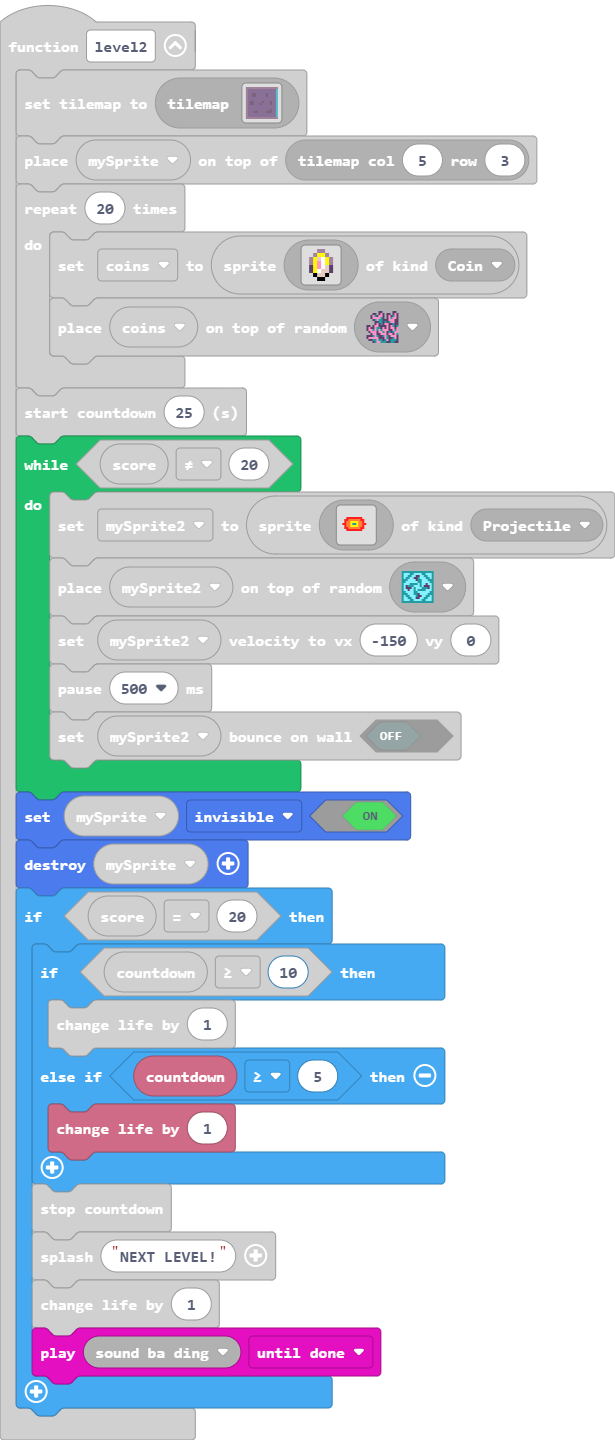 function level2
set tilemap to tilemap
place mySprite on top of tilemap col 5 row 3
repeat 20 times
do
set coins to sprite of kind Coin
place coins on top of random
start countdown 25 (s)
while score ≠ 20
do
set mySprite2 to sprite of kind Projectile
place mySprite2 on top of random
set mySprite2 velocity to vx -150 vy 0
pause 500 ms
set mySprite2 bounce on wall OFF
set mySprite invisible ON
destroy mySprite
if score = 20 then
if countdown ≥ 10 then
change life by 1
else if countdown ≥ 5 then
change life by 1
stop countdown
splash "NEXT LEVEL!"
change life by 1
play sound ba ding until done